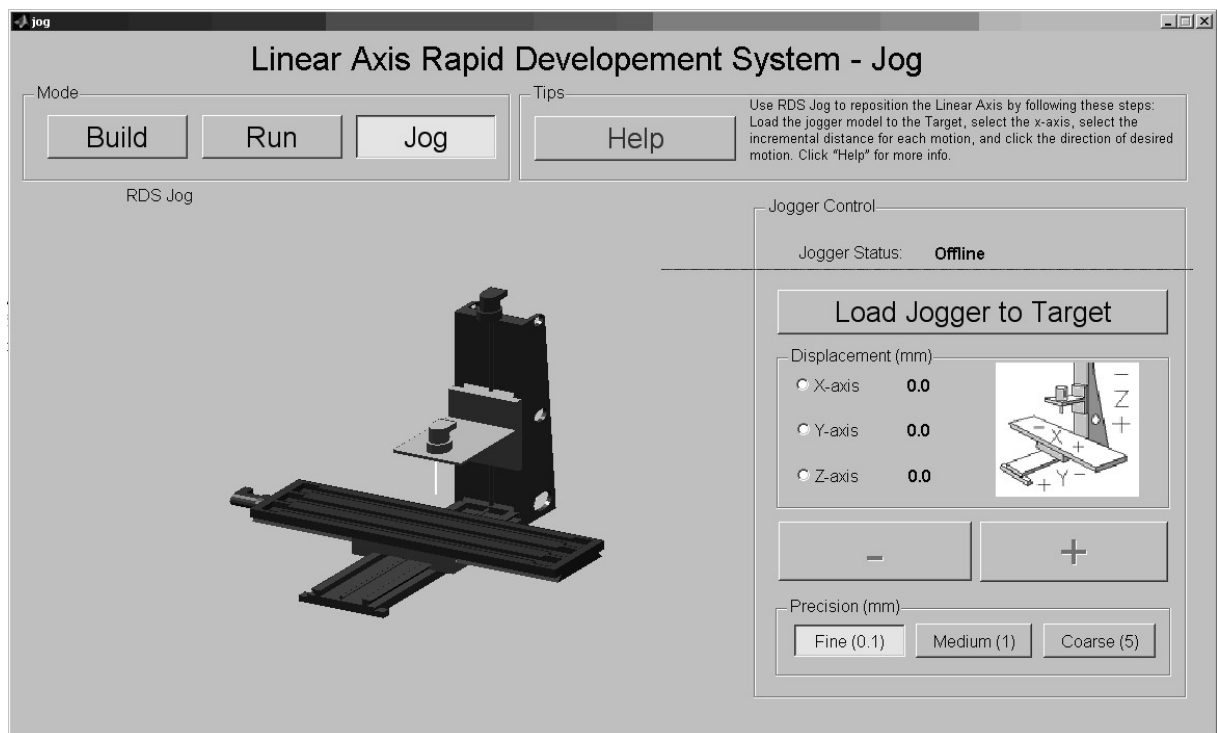 jog
Linear Axis Rapid Developement System - Jog
Mode
Build
Run
Jog
Tips
Help
Use RDS Jog to reposition the Linear Axis by following these steps:
Load the jogger model to the Target, select the x-axis, select the
incremental distance for each motion, and click the direction of desired
motion. Click "Help" for more info.
RDS Jog
Jogger Control
Jogger Status: Offline
Load Jogger to Target
Displacement (mm)
X-axis 0.0
Y-axis 0.0
Z-axis 0.0
- Z +
- X +
+ Y -
-
+
Precision (mm)
Fine (0.1)
Medium (1)
Coarse (5)